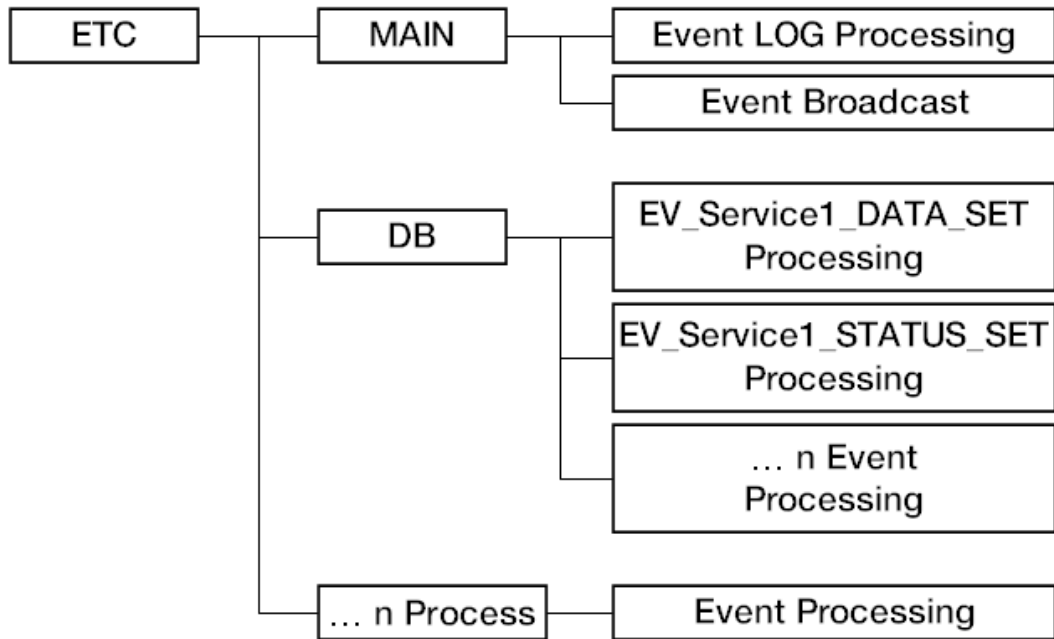 ETC
MAIN
Event LOG Processing
Event Broadcast
DB
EV_Service1_DATA_SET
Processing
EV_Service1_STATUS_SET
Processing
... n Event
Processing
... n Process
Event Processing